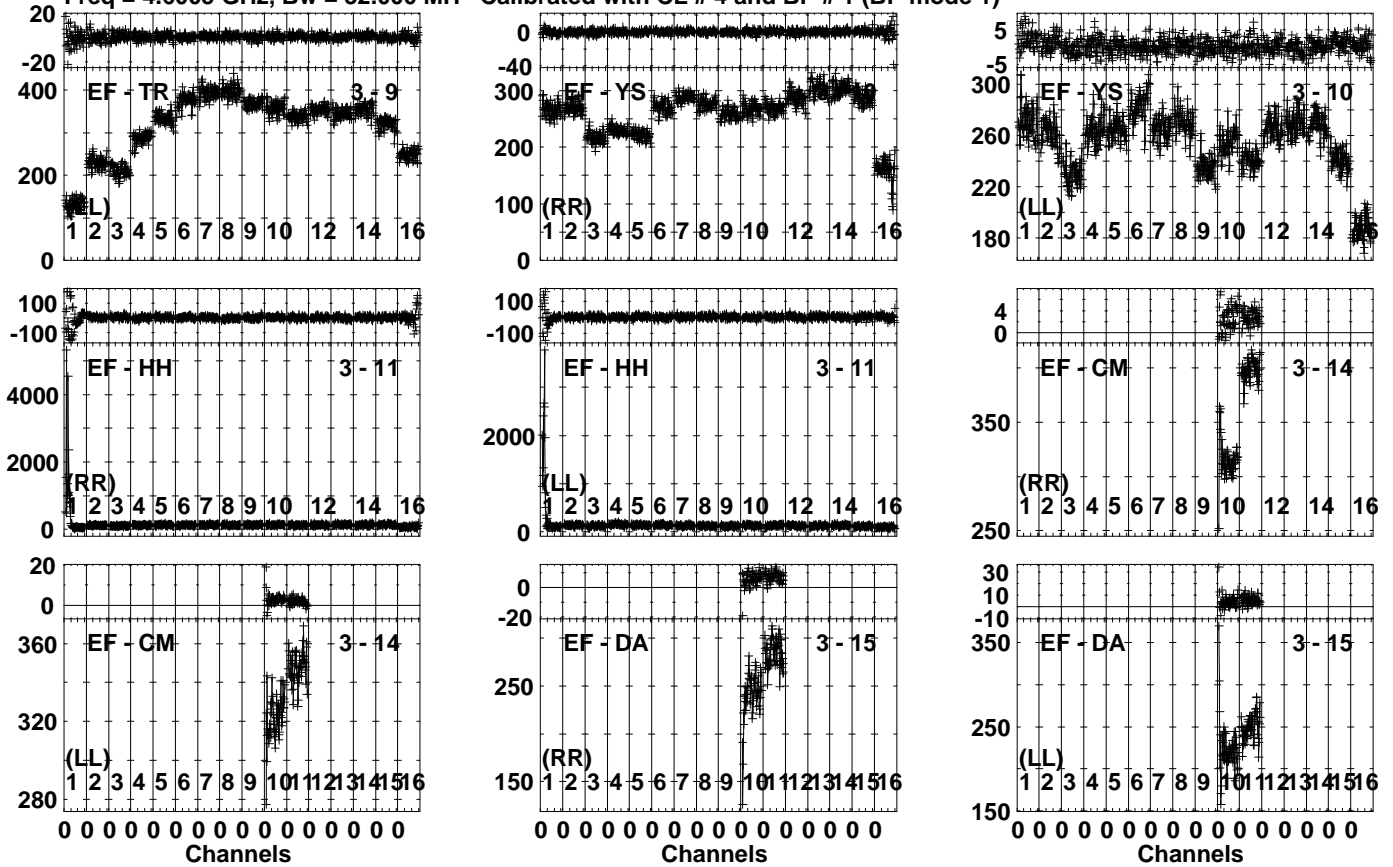 Calibrated with CL # 4 and BP # 1 (BP mode 1)
20 0 -20
EF - TR 3 - 9
400 200 0
(LL)
1 2 3 4 5 6 7 8 9 10 12 14 16
0 -40
EF - YS
300 200 100 0
(RR)
1 2 3 4 5 6 7 8 9 10 12 14 16
5 -5
EF - YS 3 - 10
300 260 220 180
(LL)
1 2 3 4 5 6 7 8 9 10 12 14 16
100 -100
EF - HH 3 - 11
4000 2000 0
(RR)
1 2 3 4 5 6 7 8 9 10 12 14 16
100 -100
EF - HH 3 - 11
2000 0
(LL)
1 2 3 4 5 6 7 8 9 10 12 14 16
4 0
EF - CM 3 - 14
350 250
(RR)
1 2 3 4 5 6 7 8 9 10 12 14 16
20 0
EF - CM 3 - 14
360 320 280
(LL)
1 2 3 4 5 6 7 8 9 10 11 12 13 14 15 16
0 0 0 0 0 0 0 0 0 0 0 0 0 0 0 0
Channels
0 -20
EF - DA 3 - 15
250 150
(RR)
1 2 3 4 5 6 7 8 9 10 11 12 13 14 15 16
0 0 0 0 0 0 0 0 0 0 0 0 0 0 0 0
Channels
30 10 -10
EF - DA 3 - 15
350 250 150
(LL)
1 2 3 4 5 6 7 8 9 10 11 12 13 14 15 16
0 0 0 0 0 0 0 0 0 0 0 0 0 0 0 0
Channels